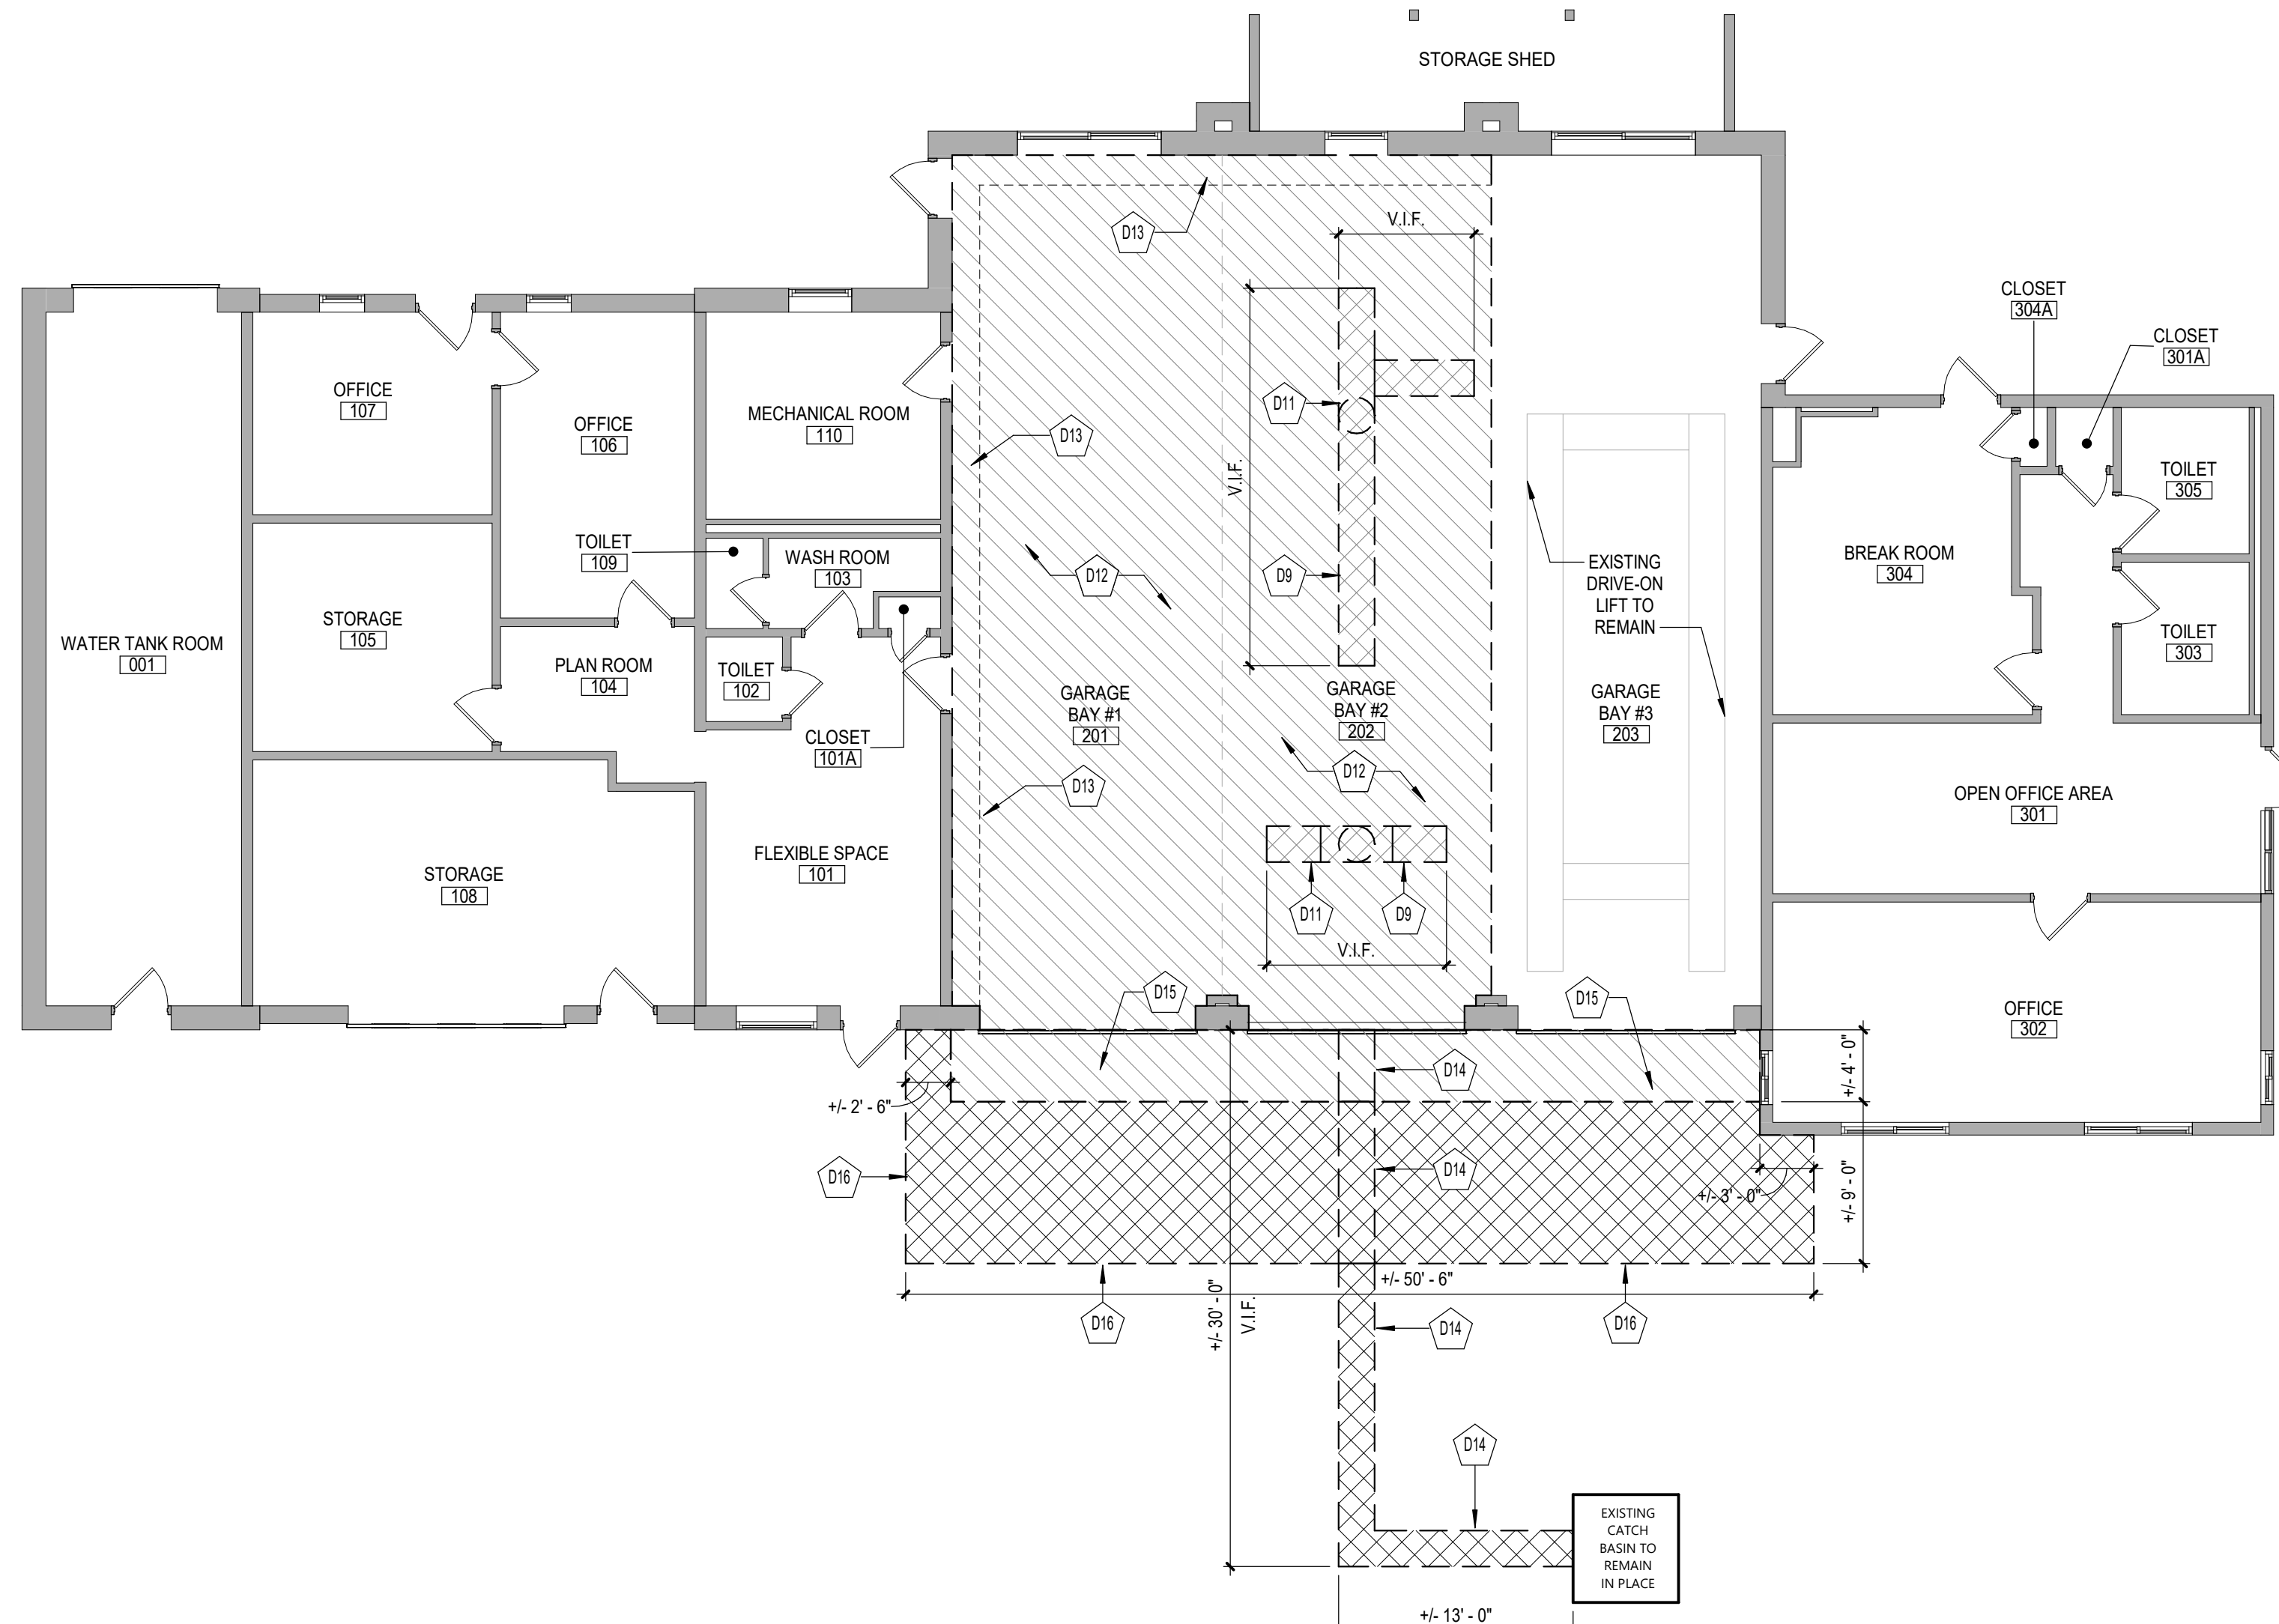 STORAGE SHED
D13
V.I.F.
CLOSET
304A
CLOSET
301A
OFFICE
107
OFFICE
106
MECHANICAL ROOM
110
D13
D11
V.I.F.
TOILET
305
TOILET
109
WASH ROOM
103
D12
D9
EXISTING
DRIVE-ON
LIFT TO
REMAIN
BREAK ROOM
304
STORAGE
105
WATER TANK ROOM
001
PLAN ROOM
104
TOILET
102
TOILET
303
GARAGE
BAY #1
201
GARAGE
BAY #2
202
GARAGE
BAY #3
203
CLOSET
101A
D13
D12
OPEN OFFICE AREA
301
STORAGE
108
FLEXIBLE SPACE
101
D11
D9
V.I.F.
D15
D15
OFFICE
302
D14
+/- 4' - 0"
+/- 2' - 6"
D16
D14
+/- 3' - 0"
+/- 9' - 0"
+/- 50' - 6"
+/- 30' - 0"
V.I.F.
D16
D14
D16
D14
EXISTING
CATCH
BASIN TO
REMAIN
IN PLACE
+/- 13' - 0"